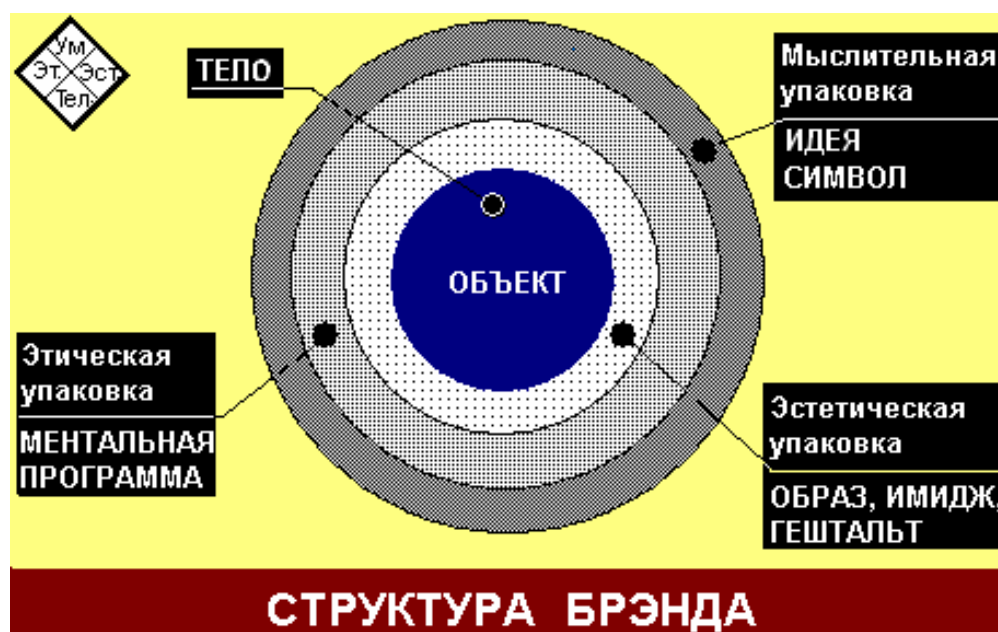 Ум
Эт Эст
Тел
ТЕЛО
Мыслительная
упаковка
ИДЕЯ
СИМВОЛ
ОБЪЕКТ
Этическая
упаковка
МЕНТАЛЬНАЯ
ПРОГРАММА
Эстетическая
упаковка
ОБРАЗ, ИМИДЖ,
ГЕШТАЛЬТ
СТРУКТУРА БРЭНДА